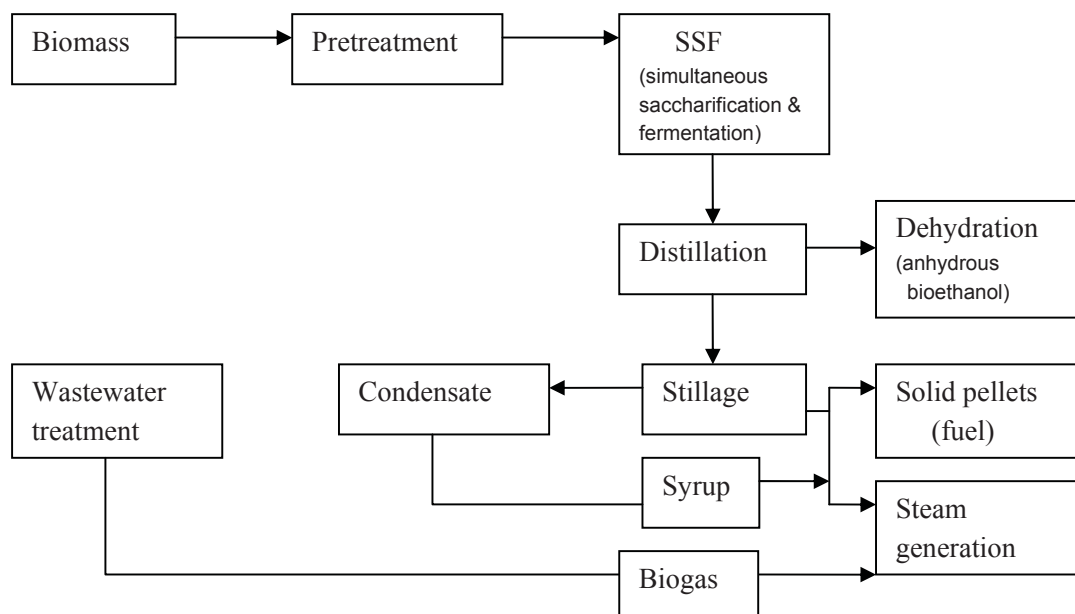 Biomass
Pretreatment
SSF
(simultaneous
saccharification &
fermentation)
Distillation
Dehydration
(anhydrous
bioethanol)
Wastewater
treatment
Condensate
Stillage
Solid pellets
(fuel)
Syrup
Steam
generation
Biogas